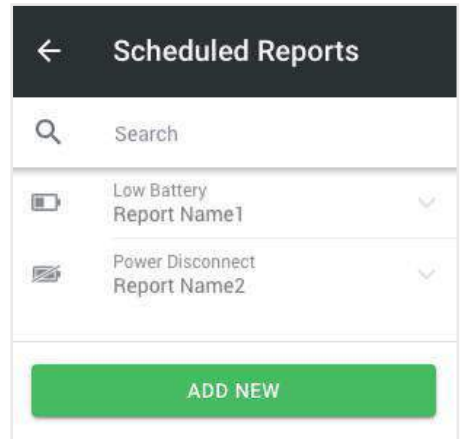 Scheduled Reports
Search
Low Battery
Report Name1
Power Disconnect
Report Name2
ADD NEW